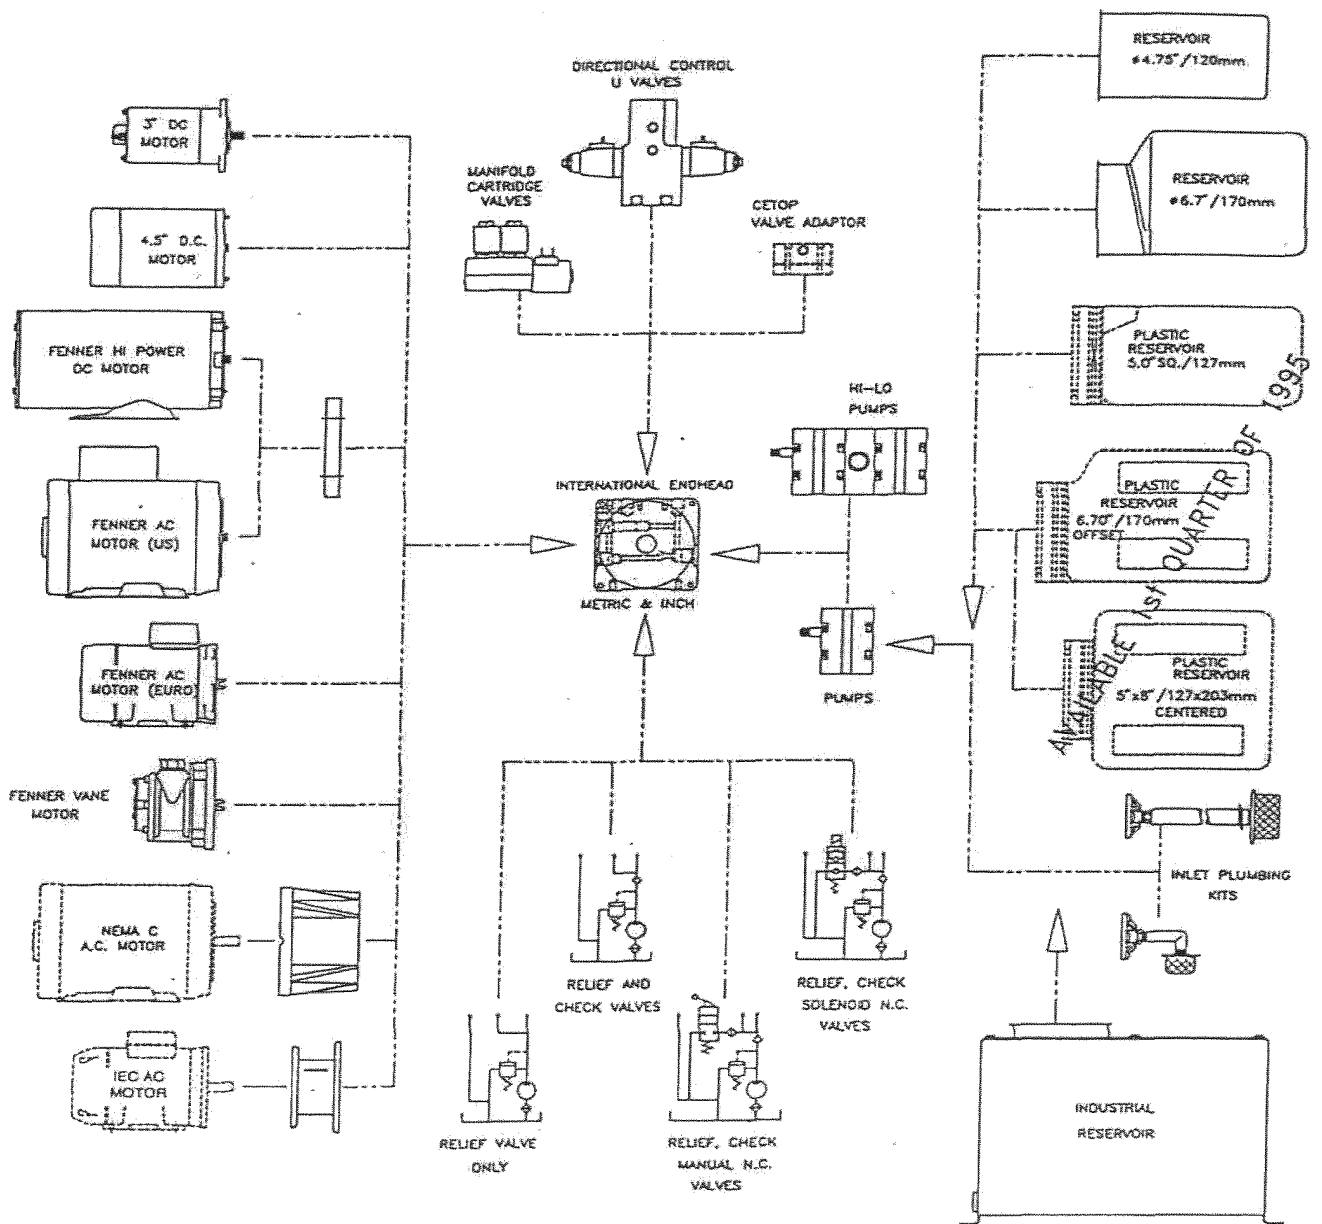 DIRECTIONAL CONTROL
U VALVES
MANIFOLD
CARTRIDGE
VALVES
CETOP
VALVE ADAPTOR
3" DC
MOTOR
4.5" D.C.
MOTOR
FENNER HI POWER
DC MOTOR
FENNER AC
MOTOR (US)
FENNER AC
MOTOR (EURO)
FENNER VANE
MOTOR
NEMA C
A.C. MOTOR
IEC AC
MOTOR
HI-LO
PUMPS
INTERNATIONAL ENDHEAD
METRIC & INCH
PUMPS
RELIEF AND
CHECK VALVES
RELIEF, CHECK
SOLENOID N.C.
VALVES
RELIEF VALVE
ONLY
RELIEF, CHECK
MANUAL N.C.
VALVES
RESERVOIR
ø4.75"/120mm
RESERVOIR
ø6.7"/170mm
PLASTIC
RESERVOIR
5.0"SQ./127mm
PLASTIC
RESERVOIR
6.70"/170mm
OFFSET
PLASTIC
RESERVOIR
5"x8"/127x203mm
CENTERED
AVAILABLE 1st QUARTER OF 1995
INLET PLUMBING
KITS
INDUSTRIAL
RESERVOIR